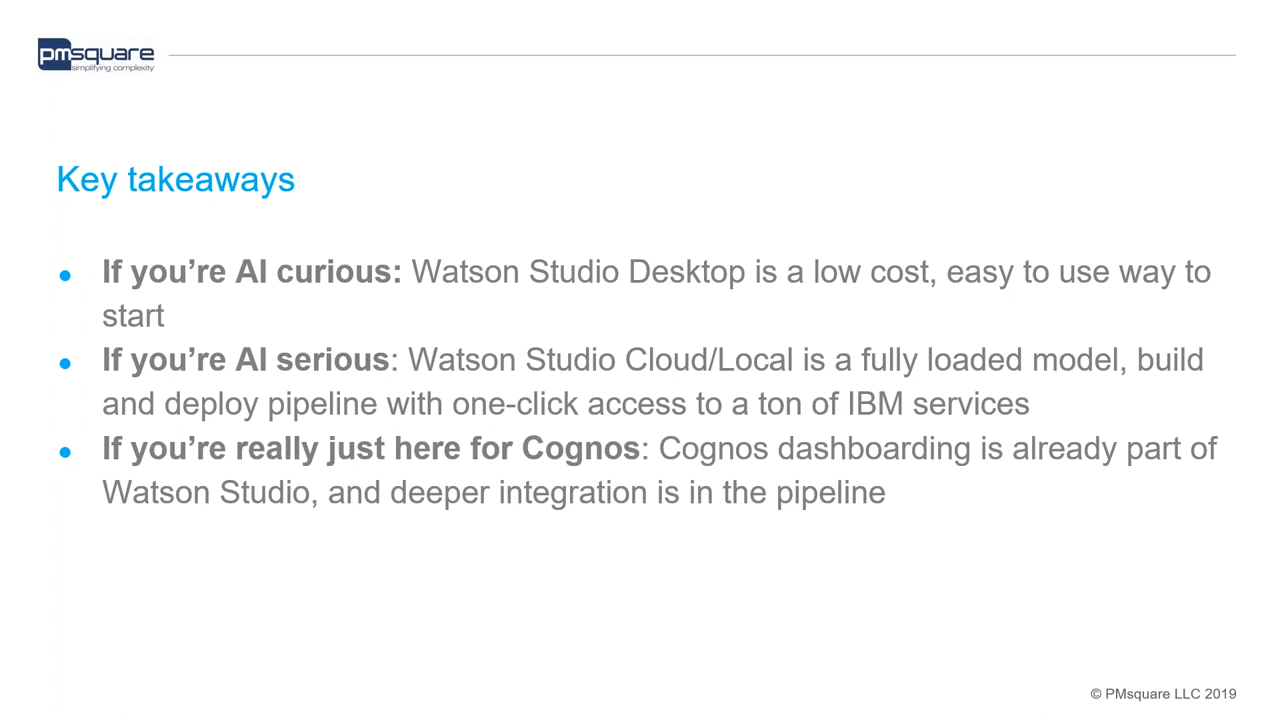 pmsquare
simplifying complexity
Key takeaways
If you’re AI curious: Watson Studio Desktop is a low cost, easy to use way to
start
If you’re AI serious: Watson Studio Cloud/Local is a fully loaded model, build
and deploy pipeline with one-click access to a ton of IBM services
If you’re really just here for Cognos: Cognos dashboarding is already part of
Watson Studio, and deeper integration is in the pipeline
© PMsquare LLC 2019